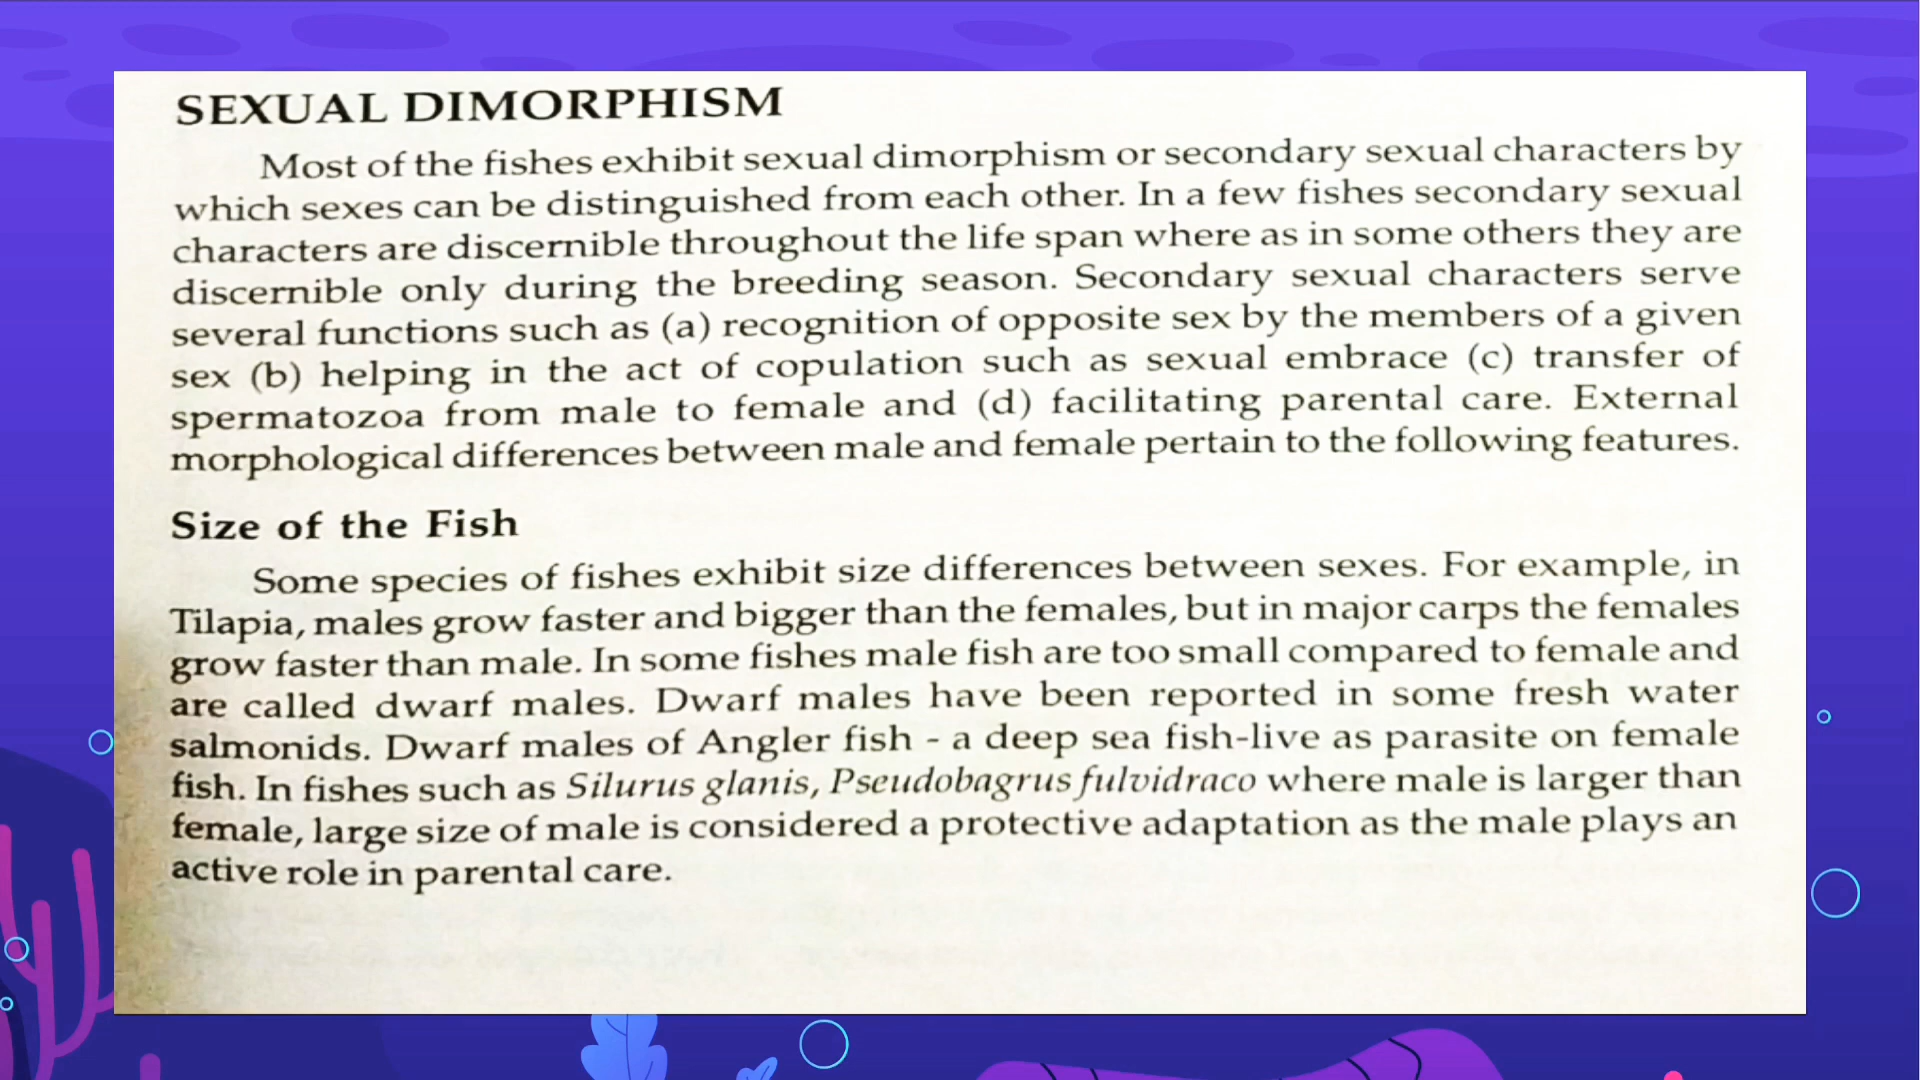 SEXUAL DIMORPHISM
Most of the fishes exhibit sexual dimorphism or secondary sexual characters by
which sexes can be distinguished from each other. In a few fishes secondary sexual
characters are discernible throughout the life span where as in some others they are
discernible only during the breeding season. Secondary sexual characters serve
several functions such as (a) recognition of opposite sex by the members of a given
sex (b) helping in the act of copulation such as sexual embrace (c) transfer of
spermatozoa from male to female and (d) facilitating parental care. External
morphological differences between male and female pertain to the following features.
Size of the Fish
Some species of fishes exhibit size differences between sexes. For example, in
Tilapia, males grow faster and bigger than the females, but in major carps the females
grow faster than male. In some fishes male fish are too small compared to female and
are called dwarf males. Dwarf males have been reported in some fresh water
salmonids. Dwarf males of Angler fish - a deep sea fish-live as parasite on female
fish. In fishes such as Silurus glanis, Pseudobagrus fulvidraco where male is larger than
female, large size of male is considered a protective adaptation as the male plays an
active role in parental care.